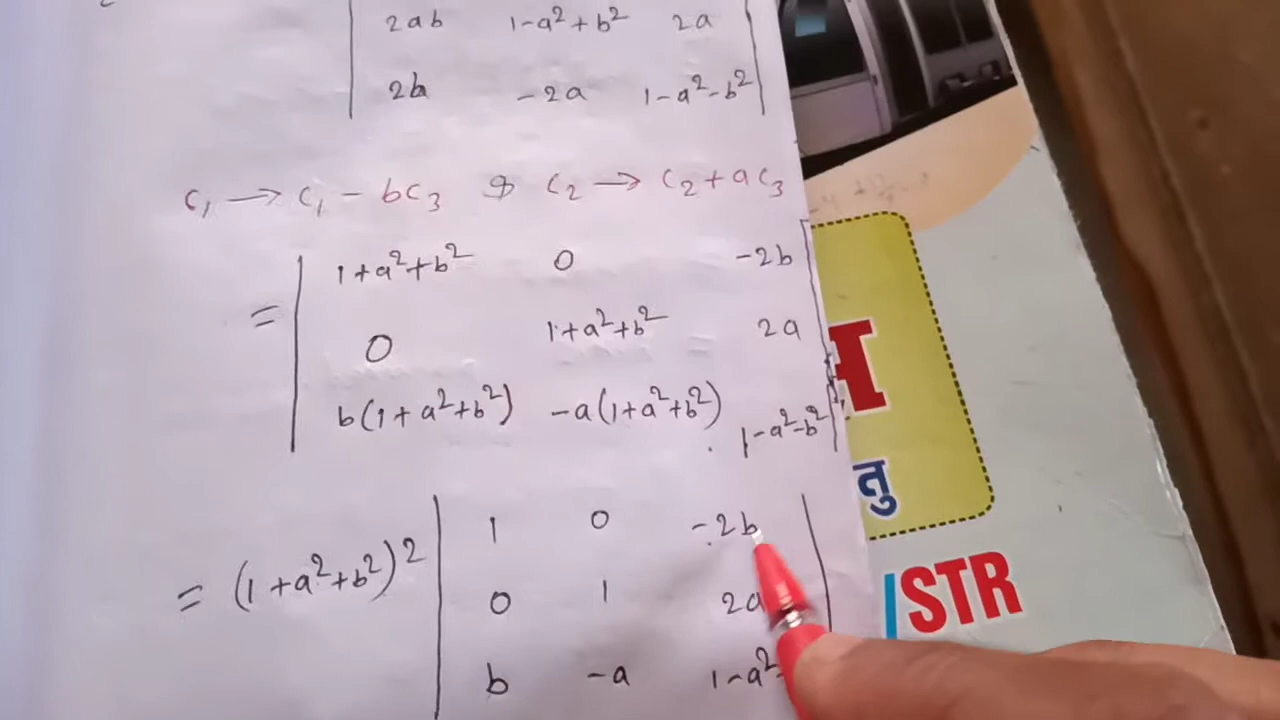 2ab 1-a²+b² 2a
2b -2a 1-a²-b²
C₁ → C₁ - bC₃ & C₂ → C₂ + aC₃
= | 1+a²+b² 0 -2b |
| 0 1+a²+b² 2a |
| b(1+a²+b²) -a(1+a²+b²) 1-a²-b² |
= (1+a²+b²)² | 1 0 -2b |
| 0 1 2a |
| b -a 1-a²
तु
/STR